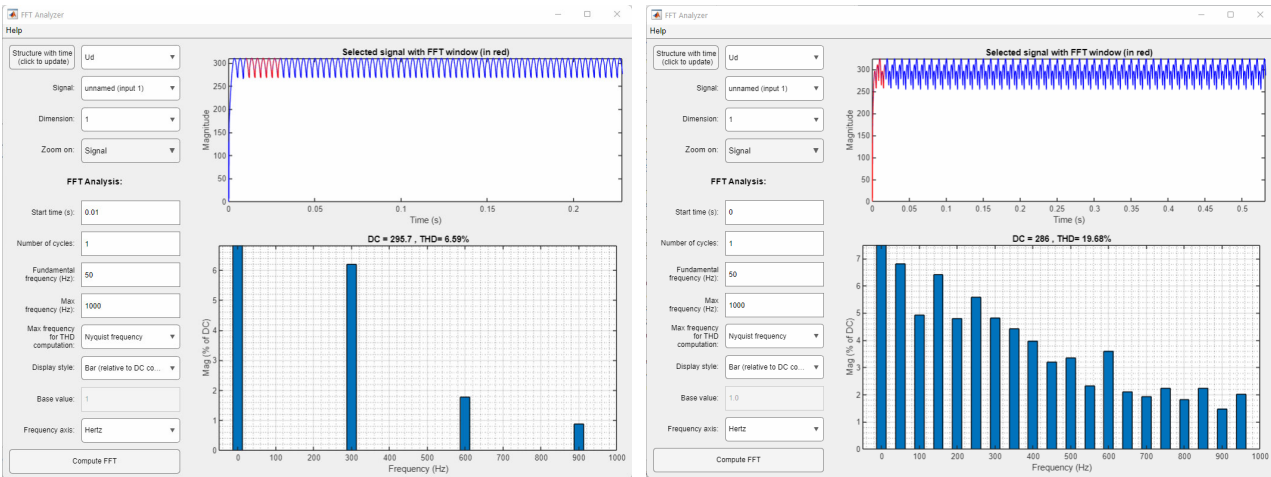 FFT Analyzer
Help
Structure with time
(click to update)
Ud
Signal:
unnamed (input 1)
Dimension:
1
Zoom on:
Signal
FFT Analysis:
Start time (s):
0.01
Number of cycles:
1
Fundamental
frequency (Hz):
50
Max
frequency (Hz):
1000
Max frequency
for THD
computation:
Nyquist frequency
Display style:
Bar (relative to DC co...
Base value:
1
Frequency axis:
Hertz
Compute FFT
Selected signal with FFT window (in red)
Magnitude
300
250
200
150
100
50
0
0 0.05 0.1 0.15 0.2
Time (s)
DC = 295.7 , THD= 6.59%
Mag (% of DC)
6
5
4
3
2
1
0
0 100 200 300 400 500 600 700 800 900 1000
Frequency (Hz)
FFT Analyzer
Help
Structure with time
(click to update)
Ud
Signal:
unnamed (input 1)
Dimension:
1
Zoom on:
Signal
FFT Analysis:
Start time (s):
0
Number of cycles:
1
Fundamental
frequency (Hz):
50
Max
frequency (Hz):
1000
Max frequency
for THD
computation:
Nyquist frequency
Display style:
Bar (relative to DC co...
Base value:
1.0
Frequency axis:
Hertz
Compute FFT
Selected signal with FFT window (in red)
Magnitude
300
250
200
150
100
50
0
0 0.05 0.1 0.15 0.2 0.25 0.3 0.35 0.4 0.45 0.5
Time (s)
DC = 286 , THD= 19.68%
Mag (% of DC)
7
6
5
4
3
2
1
0
0 100 200 300 400 500 600 700 800 900 1000
Frequency (Hz)